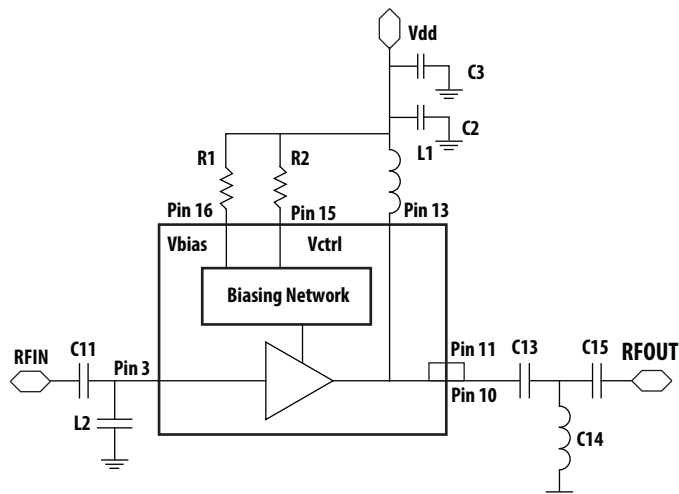 Vdd
C3
C2
R1
R2
L1
Pin 16
Pin 15
Pin 13
Vbias
Vctrl
Biasing Network
RFIN
C11
Pin 3
Pin 11
C13
C15
RFOUT
Pin 10
L2
C14